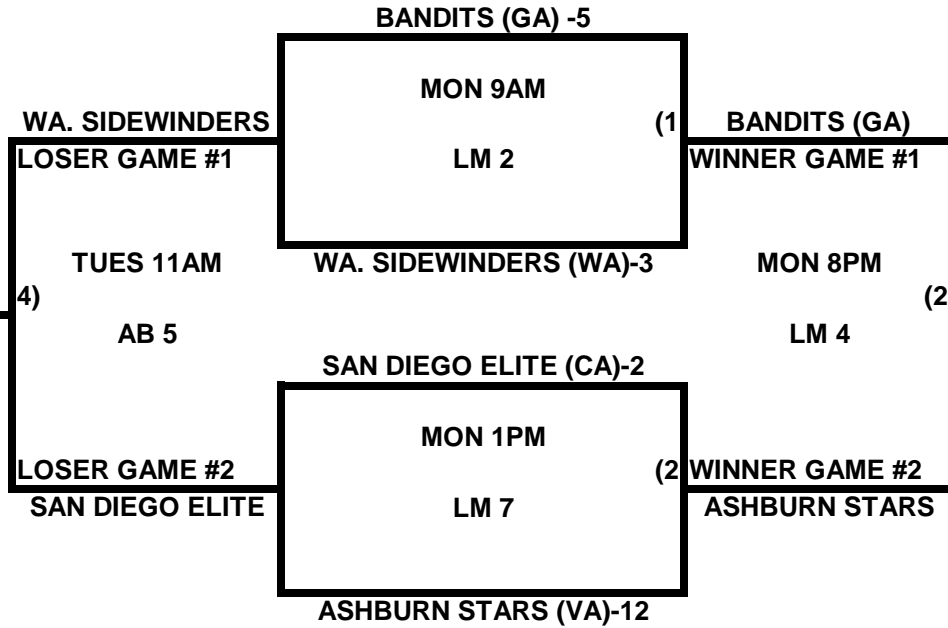 BANDITS (GA) -5
MON 9AM
WA. SIDEWINDERS
(1
BANDITS (GA)
LOSER GAME #1
LM 2
WINNER GAME #1
TUES 11AM
WA. SIDEWINDERS (WA)-3
MON 8PM
4)
(2
AB 5
LM 4
SAN DIEGO ELITE (CA)-2
MON 1PM
LOSER GAME #2
(2
WINNER GAME #2
SAN DIEGO ELITE
LM 7
ASHBURN STARS
ASHBURN STARS (VA)-12